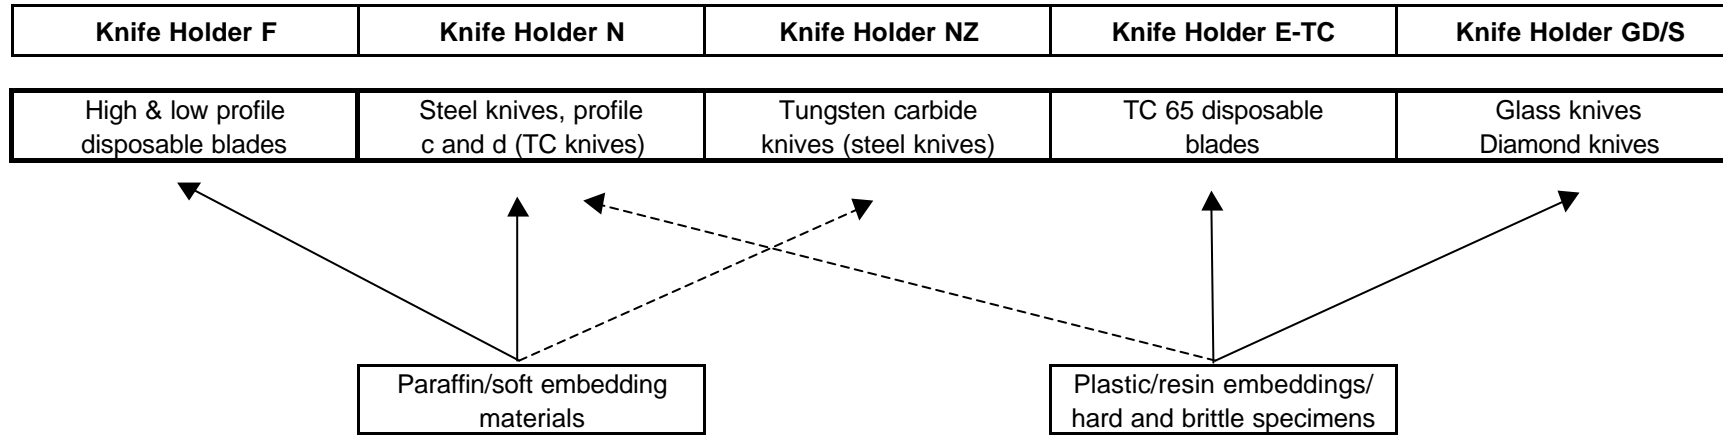 Knife Holder F
Knife Holder N
Knife Holder NZ
Knife Holder E-TC
Knife Holder GD/S
High & low profile
disposable blades
Steel knives, profile
c and d (TC knives)
Tungsten carbide
knives (steel knives)
TC 65 disposable
blades
Glass knives
Diamond knives
Paraffin/soft embedding
materials
Plastic/resin embeddings/
hard and brittle specimens